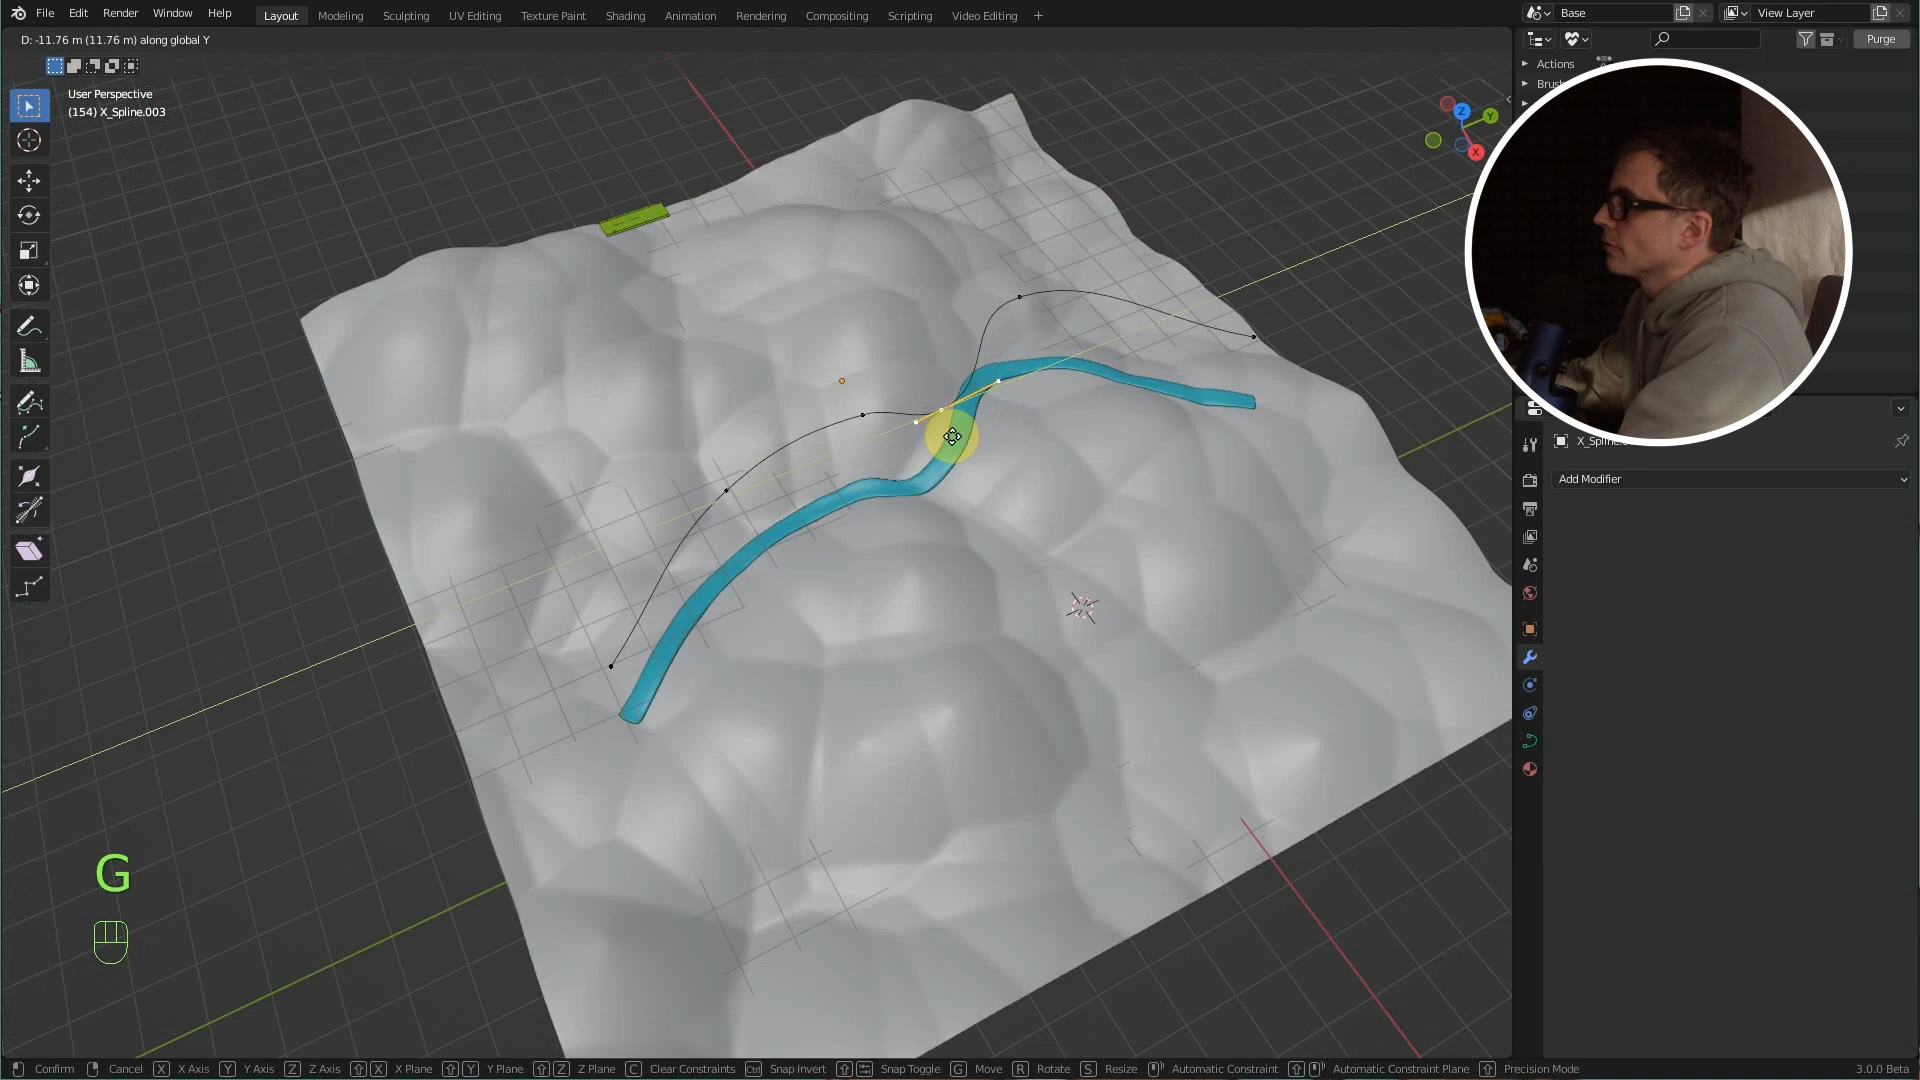 File Edit Render Window Help Layout Modeling Sculpting UV Editing Texture Paint Shading Animation Rendering Compositing Scripting Video Editing + Base View Layer
D: -11.76 m (11.76 m) along global Y
Purge
Actions
User Perspective
(154) X_Spline.003
Z
Y
X
Add Modifier
G
Confirm Cancel X X Axis Y Y Axis Z Z Axis X X Plane Y Y Plane Z Z Plane C Clear Constraints Ctrl Snap Invert Snap Toggle G Move R Rotate S Resize Automatic Constraint Automatic Constraint Plane Precision Mode 3.0.0 Beta